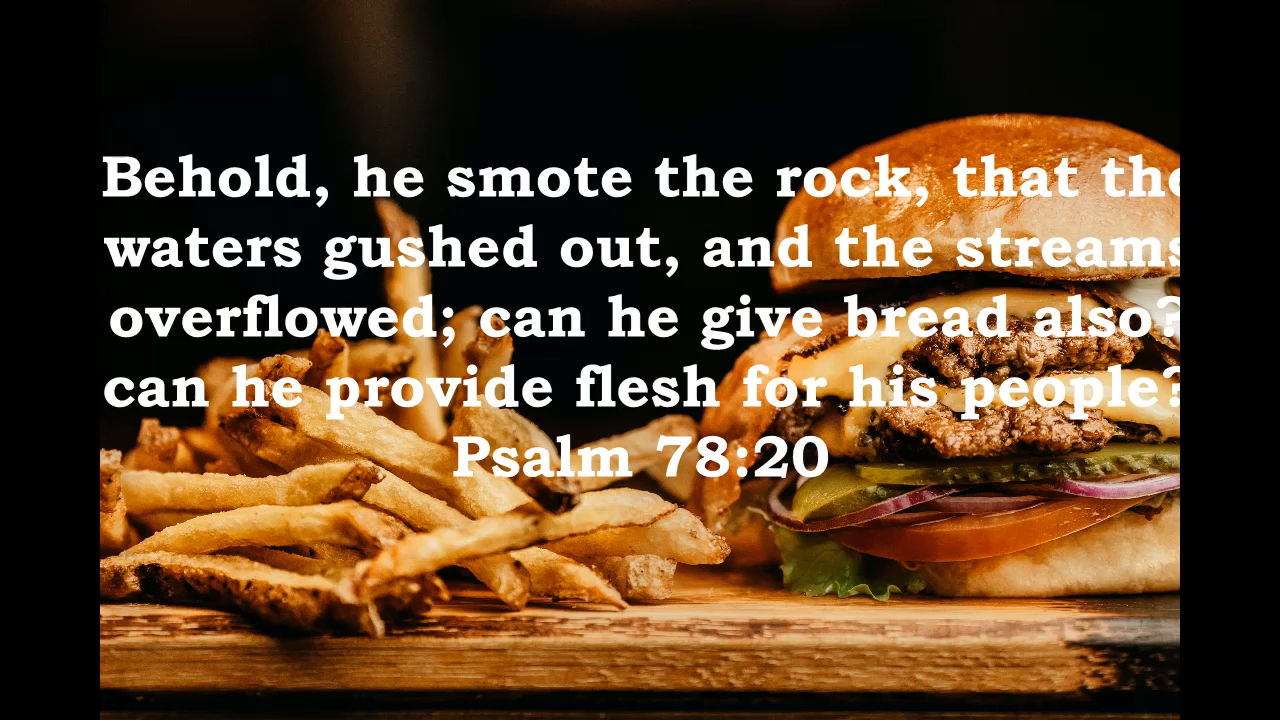 Behold, he smote the rock, that the
waters gushed out, and the streams
overflowed; can he give bread also?
can he provide flesh for his people?
Psalm 78:20